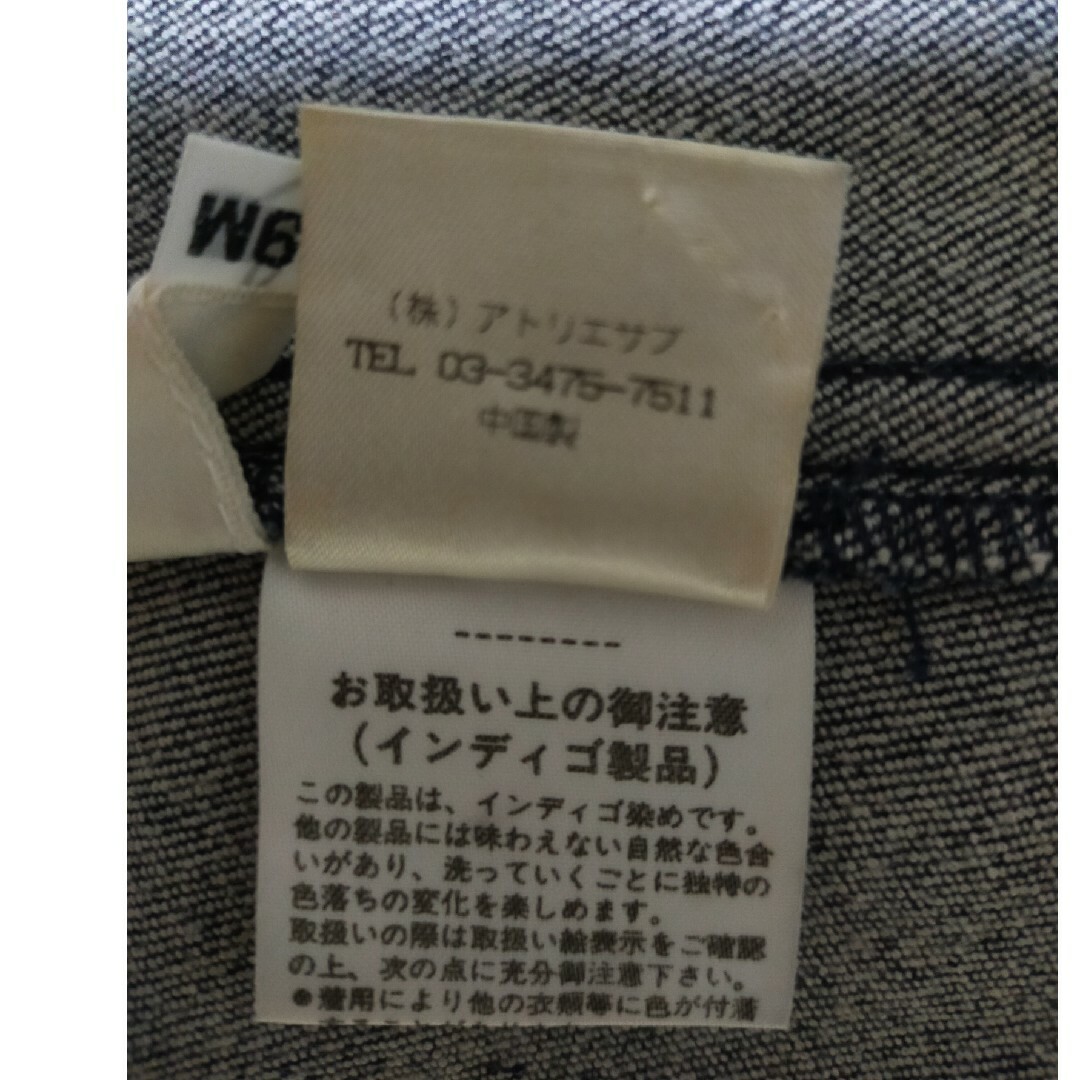 W6
(株)アトリエサブ
TEL 03-3475-7511
中国製
--------
お取扱い上の御注意
(インディゴ製品)
この製品は、インディゴ染めです。
他の製品には味わえない自然な色合
いがあり、洗っていくごとに独特の
色落ちの変化を楽しめます。
取扱いの際は取扱い絵表示をご確認
の上、次の点に充分御注意下さい。
●着用により他の衣類等に色が付着